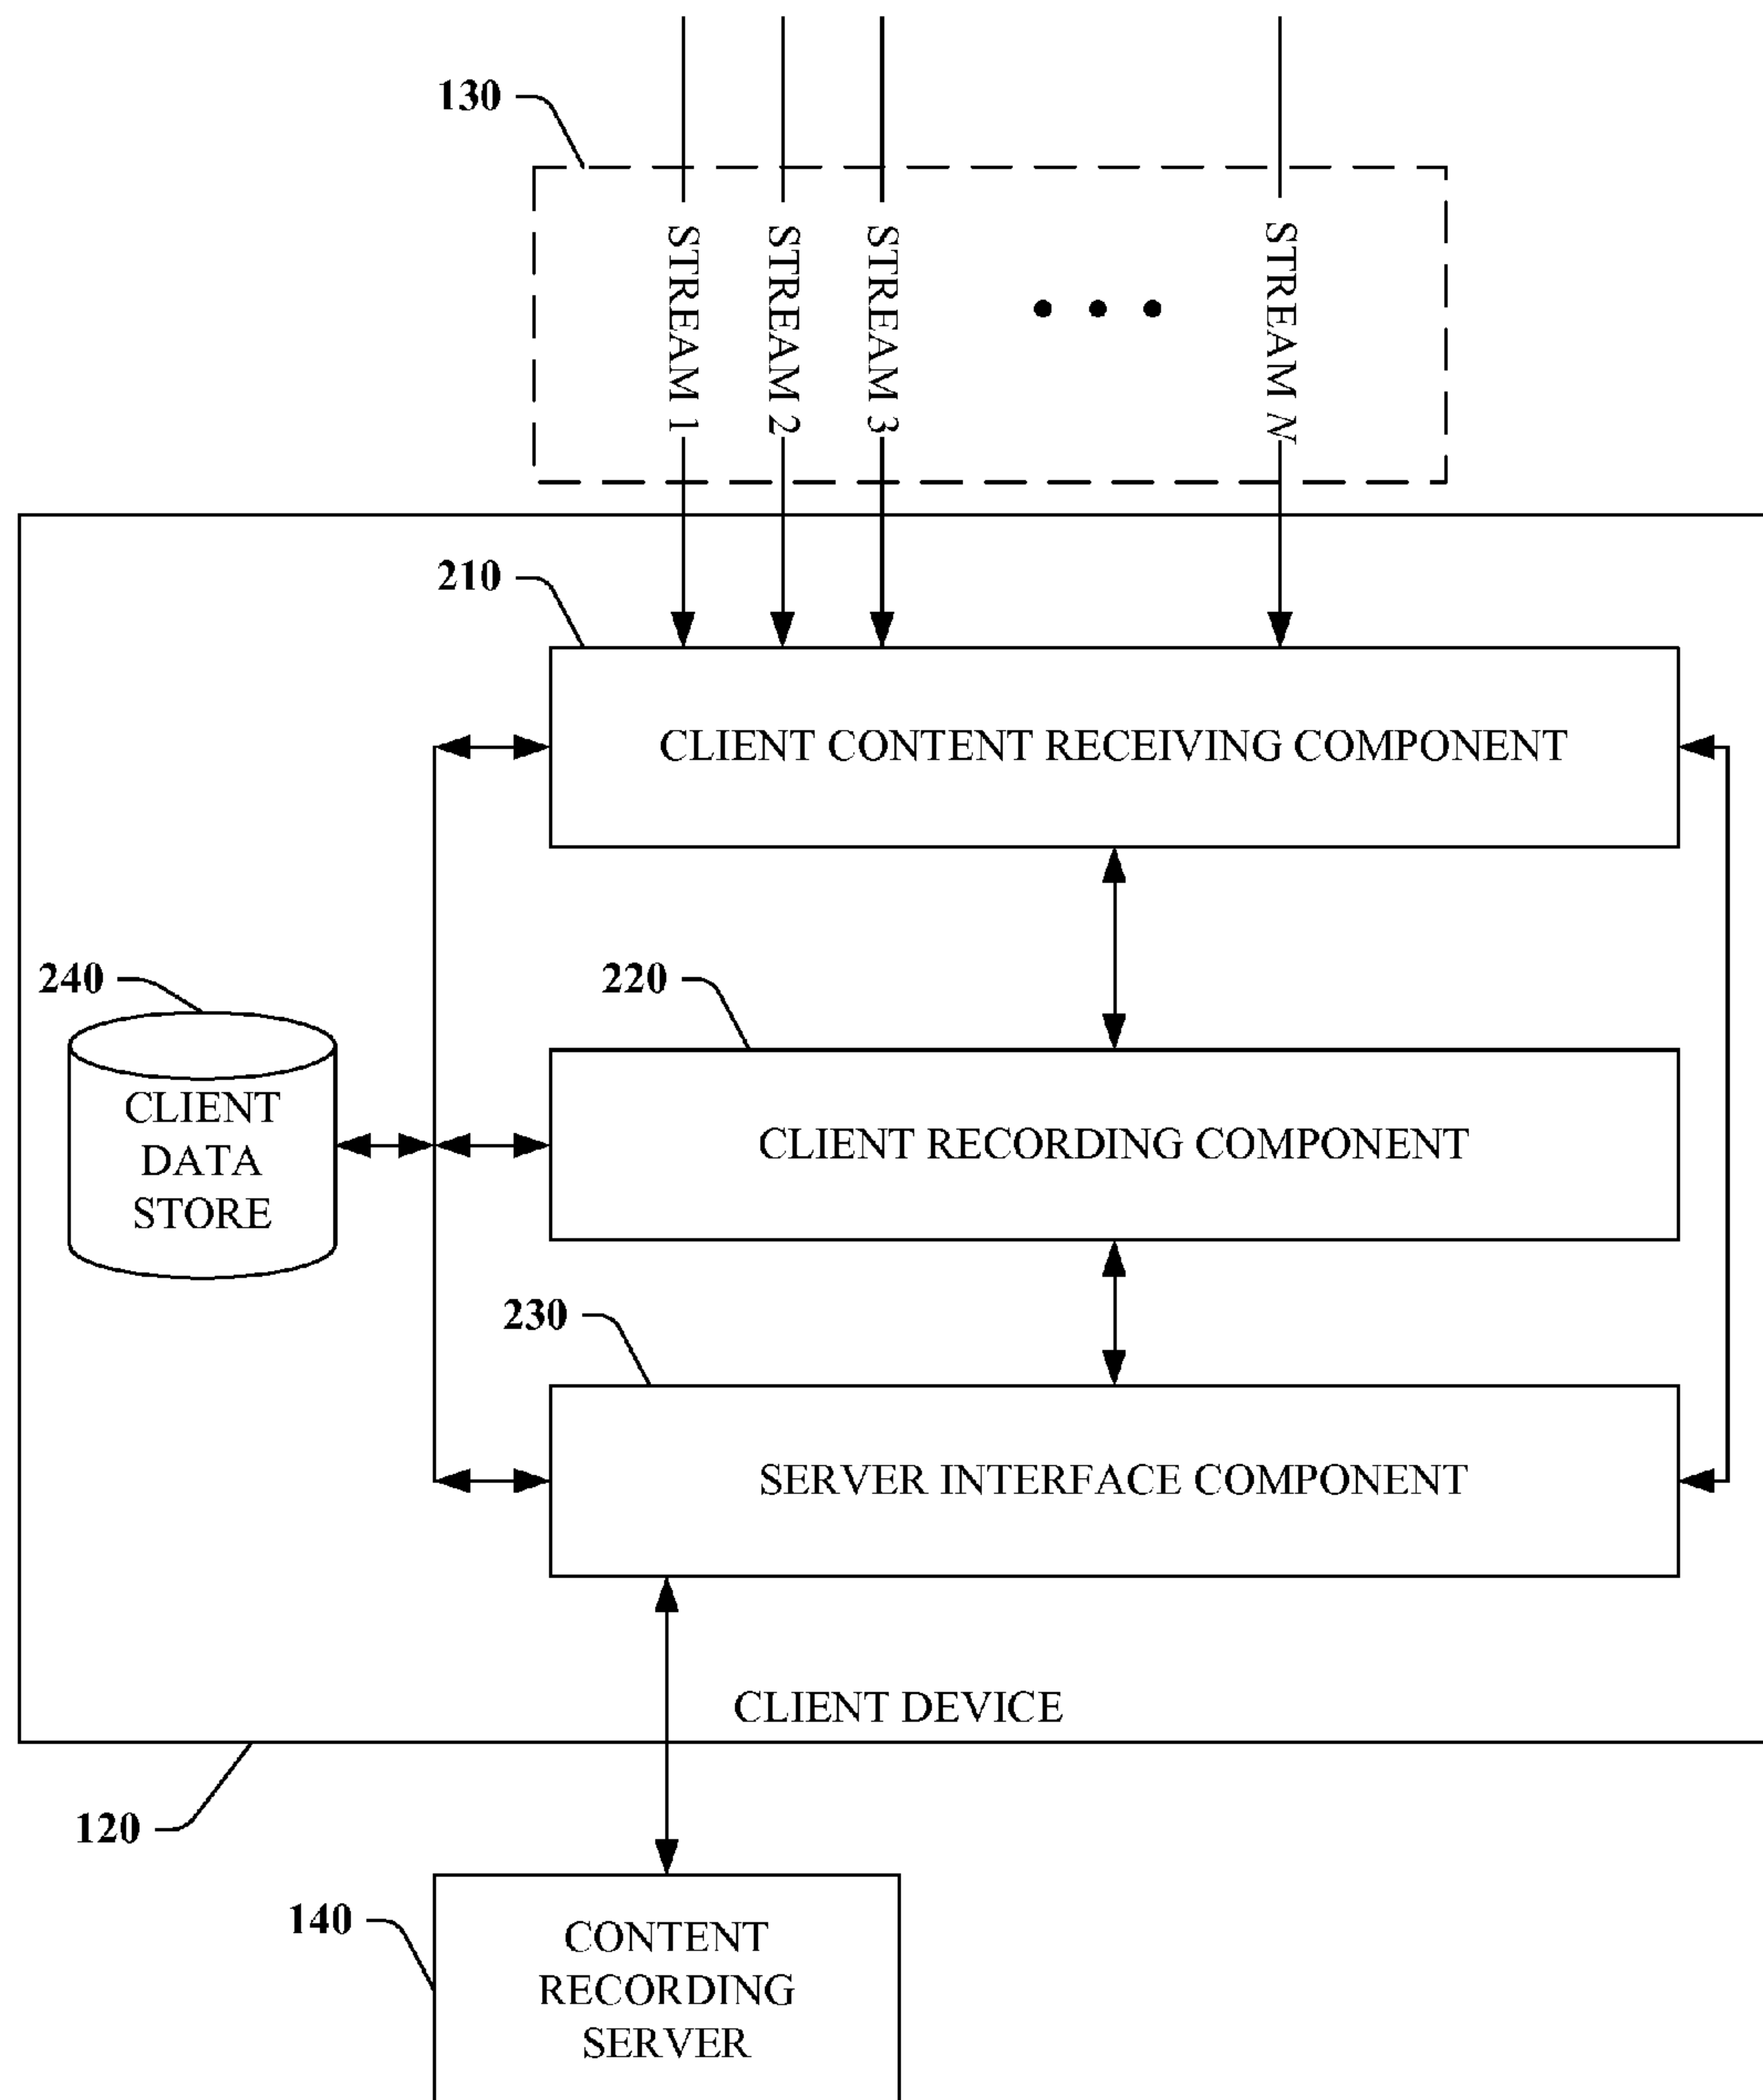 130
STREAM 1
STREAM 2
STREAM 3
STREAM N
210
CLIENT CONTENT RECEIVING COMPONENT
240
220
CLIENT
DATA
STORE
CLIENT RECORDING COMPONENT
230
SERVER INTERFACE COMPONENT
CLIENT DEVICE
120
140
CONTENT
RECORDING
SERVER